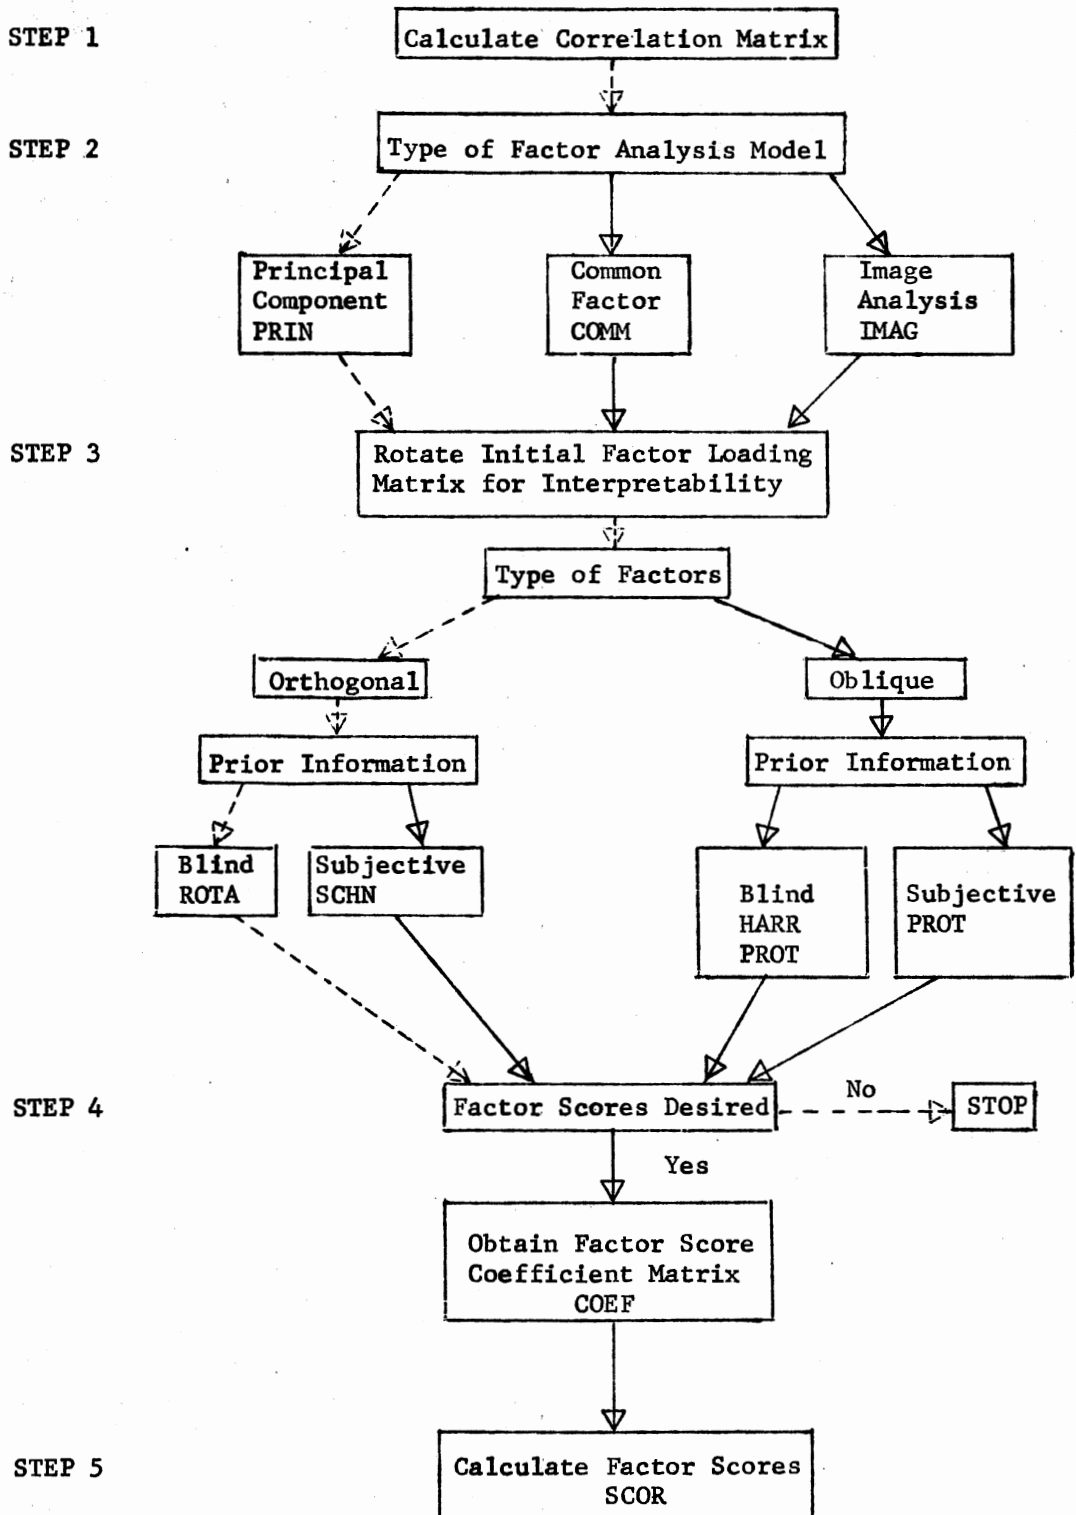 STEP 1
Calculate Correlation Matrix
STEP 2
Type of Factor Analysis Model
Principal
Component
PRIN
Common
Factor
COMM
Image
Analysis
IMAG
STEP 3
Rotate Initial Factor Loading
Matrix for Interpretability
Type of Factors
Orthogonal
Oblique
Prior Information
Prior Information
Blind
ROTA
Subjective
SCHN
Blind
HARR
PROT
Subjective
PROT
STEP 4
Factor Scores Desired
No
STOP
Yes
Obtain Factor Score
Coefficient Matrix
COEF
STEP 5
Calculate Factor Scores
SCOR